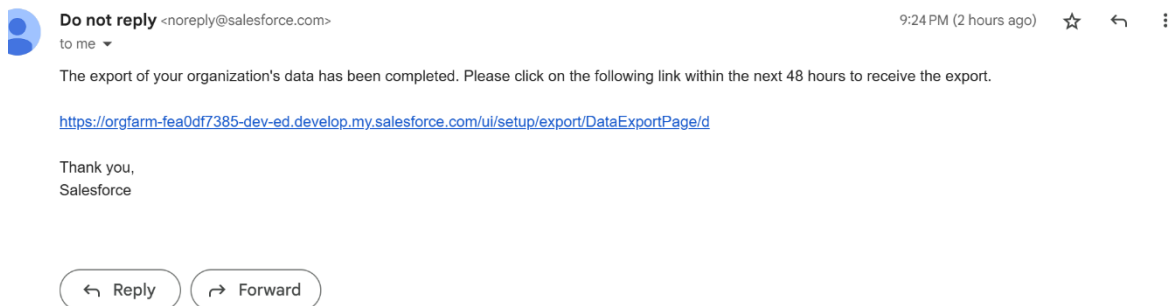 Do not reply <noreply@salesforce.com> 9:24 PM (2 hours ago)
to me
The export of your organization's data has been completed. Please click on the following link within the next 48 hours to receive the export.
https://orgfarm-fea0df7385-dev-ed.develop.my.salesforce.com/ui/setup/export/DataExportPage/d
Thank you,
Salesforce
Reply Forward